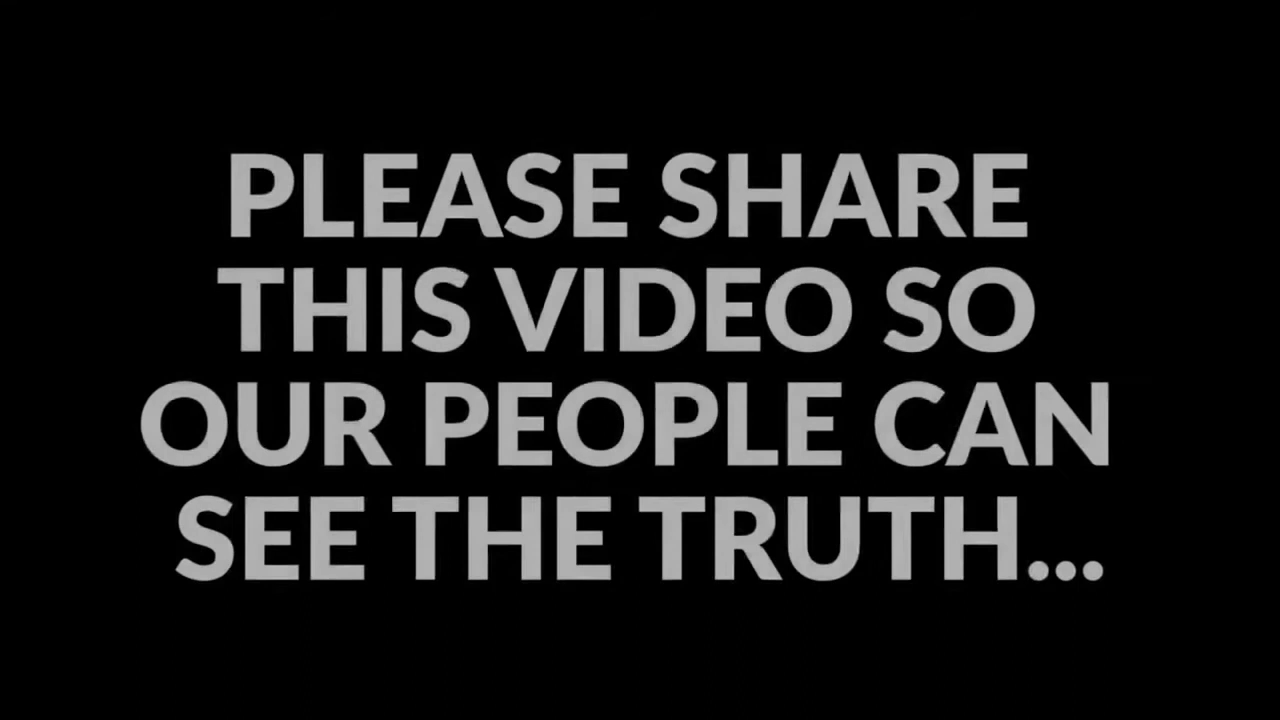 PLEASE SHARE
THIS VIDEO SO
OUR PEOPLE CAN
SEE THE TRUTH...